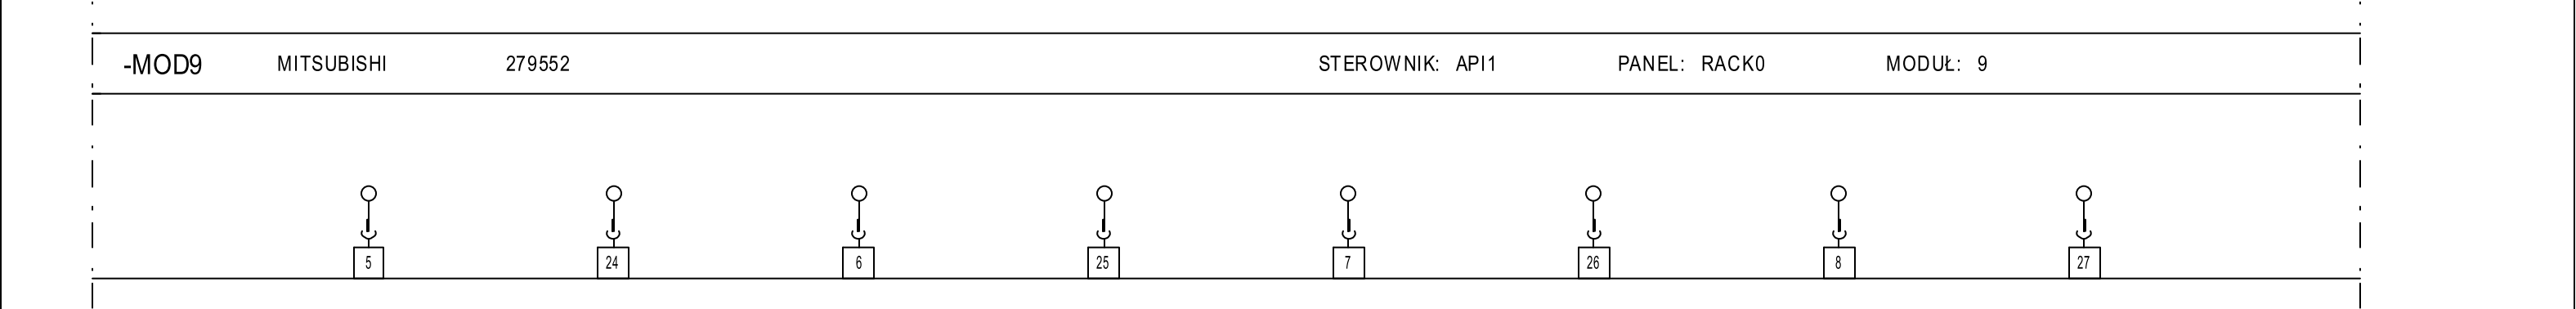 -MOD9 MITSUBISHI 279552 STEROWNIK: API1 PANEL: RACK0 MODUŁ: 9
5 24 6 25 7 26 8 27